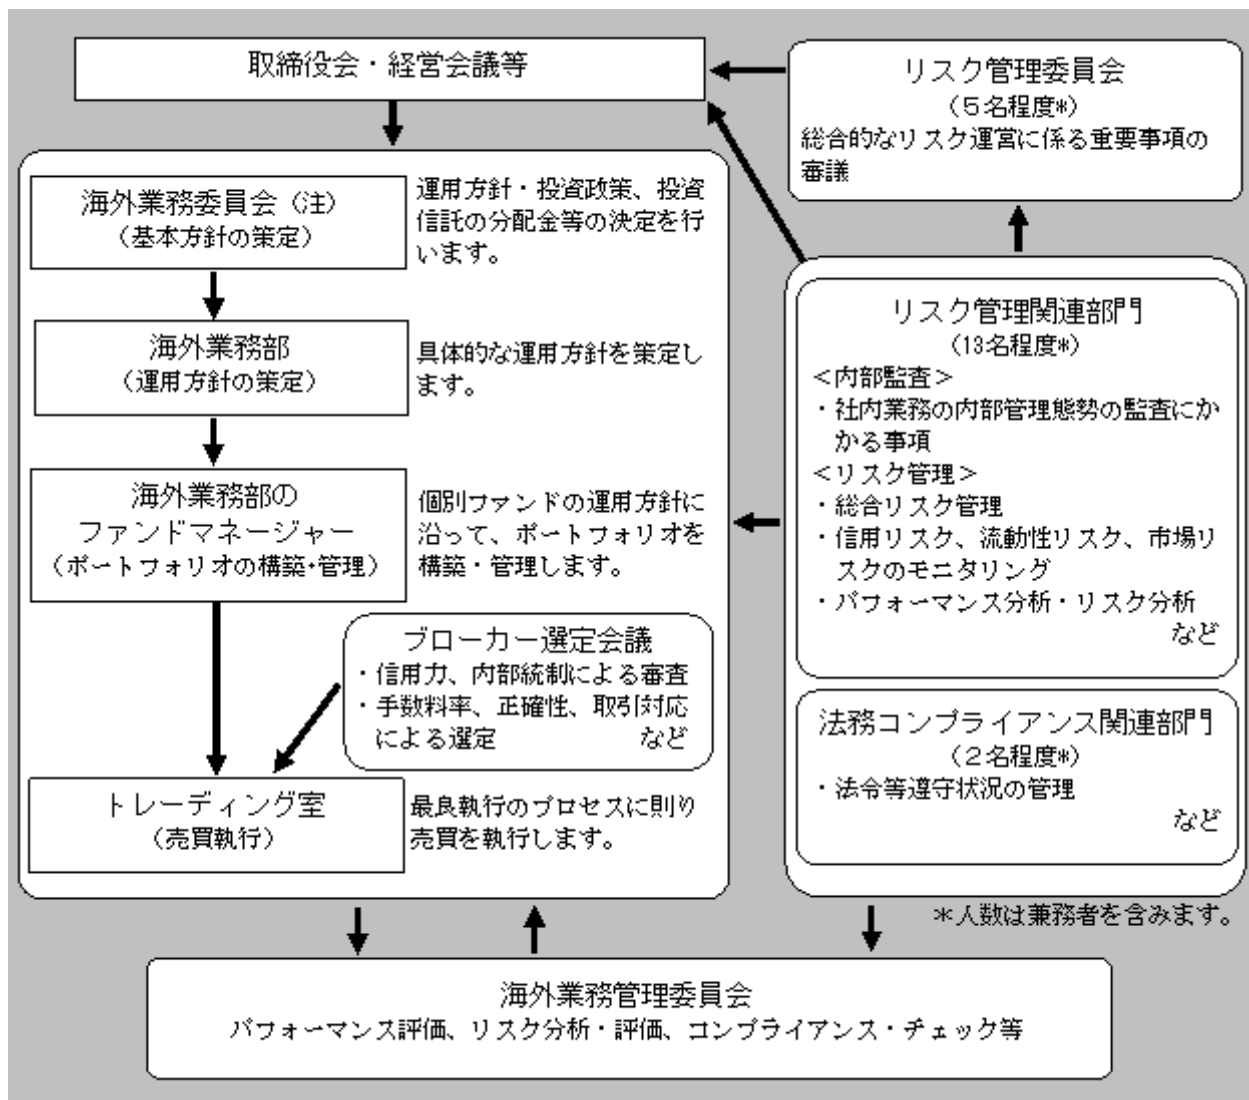 取締役会・経営会議等
リスク管理委員会
（５名程度*）
総合的なリスク運営に係る重要事項の
審議
海外業務委員会（注）
（基本方針の策定）
運用方針・投資政策、投資
信託の分配金等の決定を行
います。
海外業務部
（運用方針の策定）
具体的な運用方針を策定し
ます。
海外業務部の
ファンドマネージャー
（ポートフォリオの構築・管理）
個別ファンドの運用方針に
沿って、ポートフォリオを
構築・管理します。
ブローカー選定会議
・信用力、内部統制による審査
・手数料率、正確性、取引対応
による選定　など
トレーディング室
（売買執行）
最良執行のプロセスに則り
売買を執行します。
リスク管理関連部門
（13名程度*）
＜内部監査＞
・社内業務の内部管理態勢の監査にか
かる事項
＜リスク管理＞
・総合リスク管理
・信用リスク、流動性リスク、市場リ
スクのモニタリング
・パフォーマンス分析・リスク分析
など
法務コンプライアンス関連部門
（２名程度*）
・法令等遵守状況の管理
など
＊人数は兼務者を含みます。
海外業務管理委員会
パフォーマンス評価、リスク分析・評価、コンプライアンス・チェック等